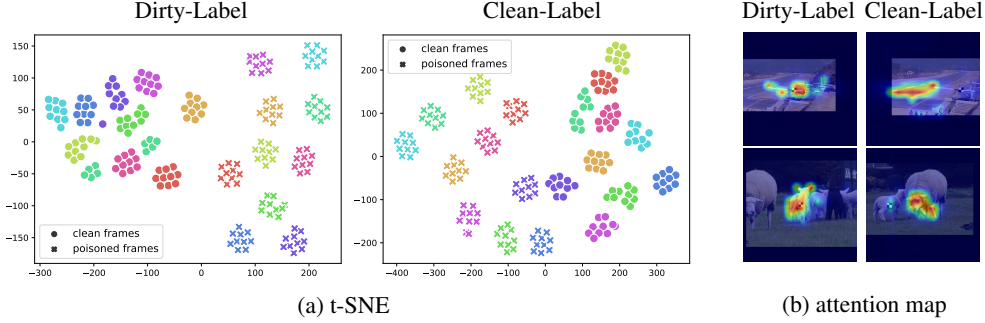 Dirty-Label Clean-Label Dirty-Label Clean-Label
150
100
50
0
−50
−100
−150
−300 −200 −100 0 100 200
clean frames
poisoned frames
200
100
0
−100
−200
−400 −300 −200 −100 0 100 200 300
clean frames
poisoned frames
(a) t-SNE
(b) attention map